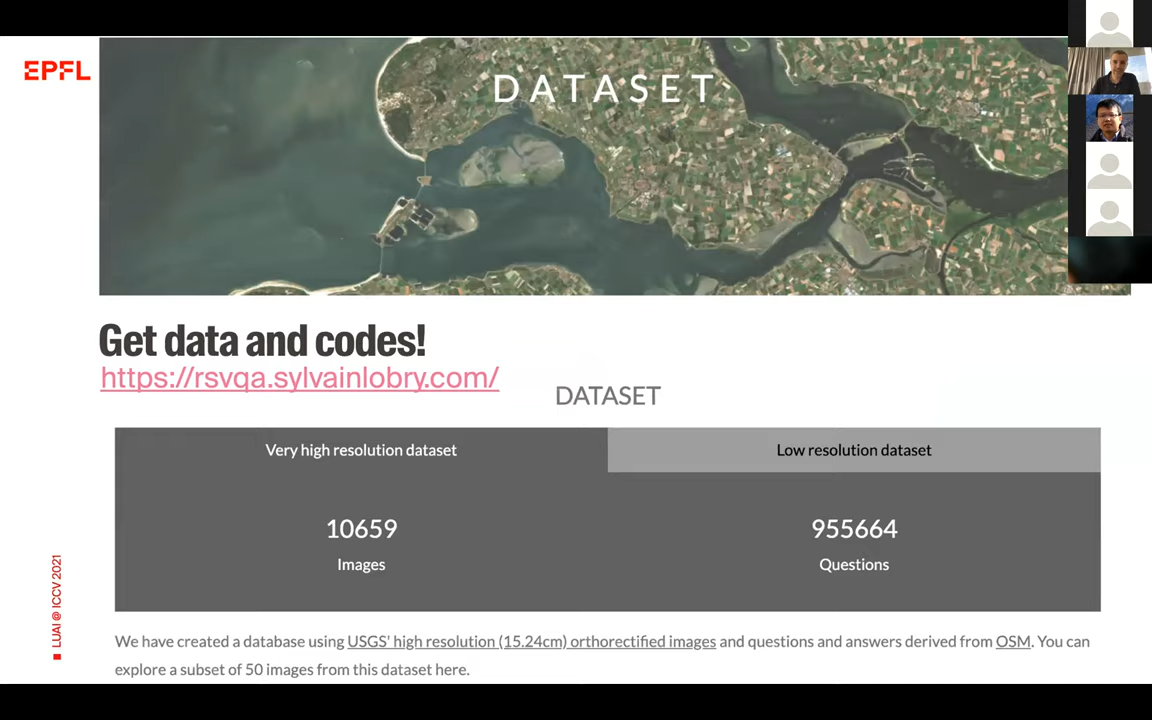 EPFL
DATASET
Get data and codes!
https://rsvqa.sylvainlobry.com/
DATASET
Very high resolution dataset
Low resolution dataset
10659
955664
Images
Questions
LUAI @ ICCV 2021
We have created a database using USGS' high resolution (15.24cm) orthorectified images and questions and answers derived from OSM. You can
explore a subset of 50 images from this dataset here.